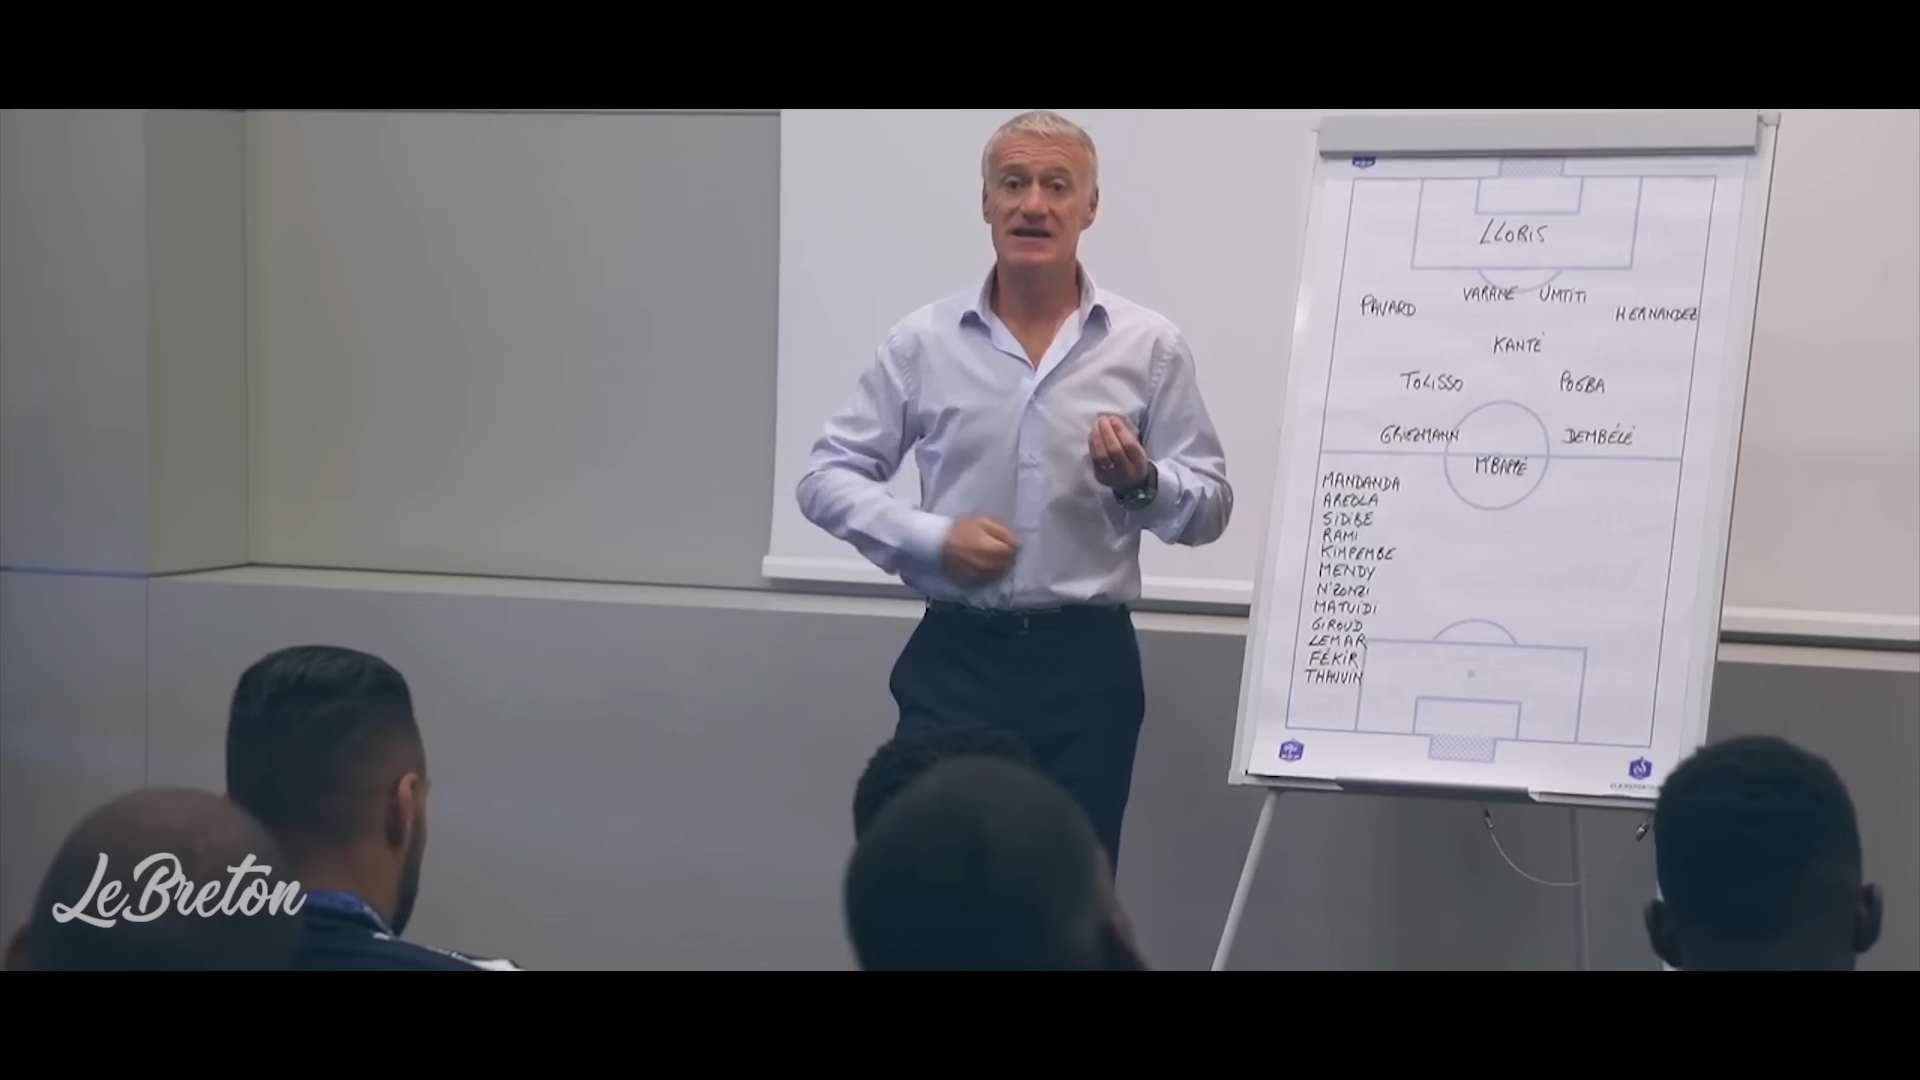 LLORIS
VARANE UMTITI
PAVARD HERNANDEZ
KANTÉ
TOLISSO POGBA
GRIEZMANN DEMBÉLÉ
M'BAPPÉ
MANDANDA
AREOLA
SIDIBE
RAMI
KIMPEMBE
MENDY
N'ZONZI
MATUIDI
GIROUD
LEMAR
FÉKIR
THAUVIN
LeBreton